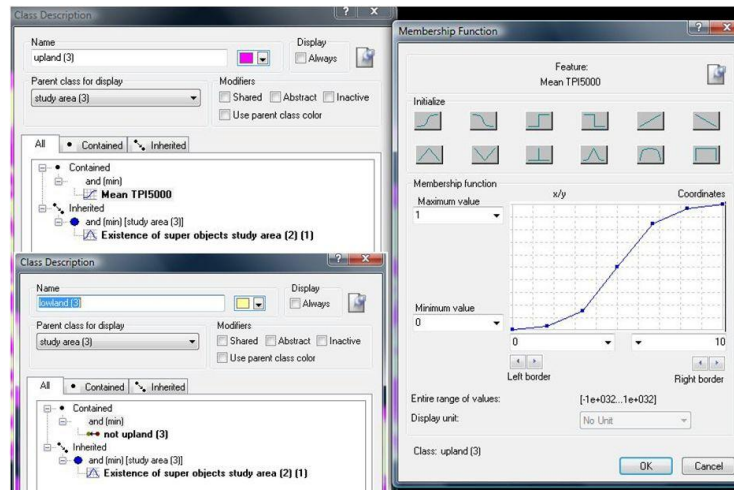 Class Description
Name
upland (3)
Display
Always
Parent class for display
study area (3)
Modifiers
Shared Abstract Inactive
Use parent class color
All Contained Inherited
Contained
and (min)
Mean TPI5000
Inherited
and (min) [study area (3)]
Existence of super objects study area (2) (1)
Class Description
Name
lowland (3)
Display
Always
Parent class for display
study area (3)
Modifiers
Shared Abstract Inactive
Use parent class color
All Contained Inherited
Contained
and (min)
not upland (3)
Inherited
and (min) [study area (3)]
Existence of super objects study area (2) (1)
Membership Function
Feature:
Mean TPI5000
Initialize
Membership function
Maximum value
1
x/y
Coordinates
Minimum value
0
0 10
Left border
Right border
Entire range of values: [-1e+032...1e+032]
Display unit: No Unit
Class: upland (3)
OK Cancel